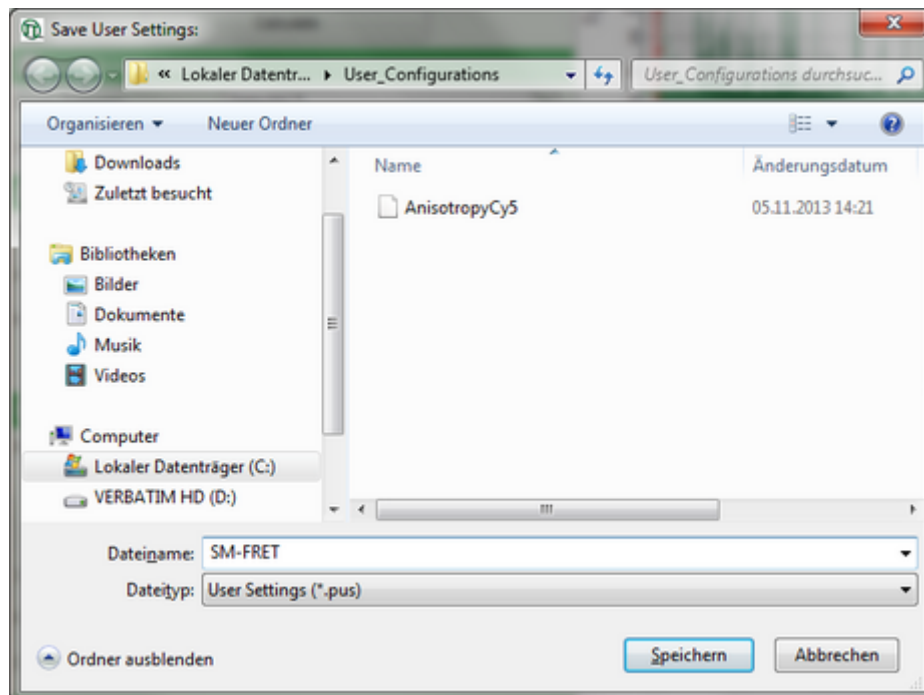 Save User Settings:
« Lokaler Datentr... ▸ User_Configurations
User_Configurations durchsuc...
Organisieren
Neuer Ordner
Downloads
Zuletzt besucht
Bibliotheken
Bilder
Dokumente
Musik
Videos
Computer
Lokaler Datenträger (C:)
VERBATIM HD (D:)
Name
Änderungsdatum
AnisotropyCy5
05.11.2013 14:21
Dateiname: SM-FRET
Dateityp: User Settings (*.pus)
Ordner ausblenden
Speichern
Abbrechen